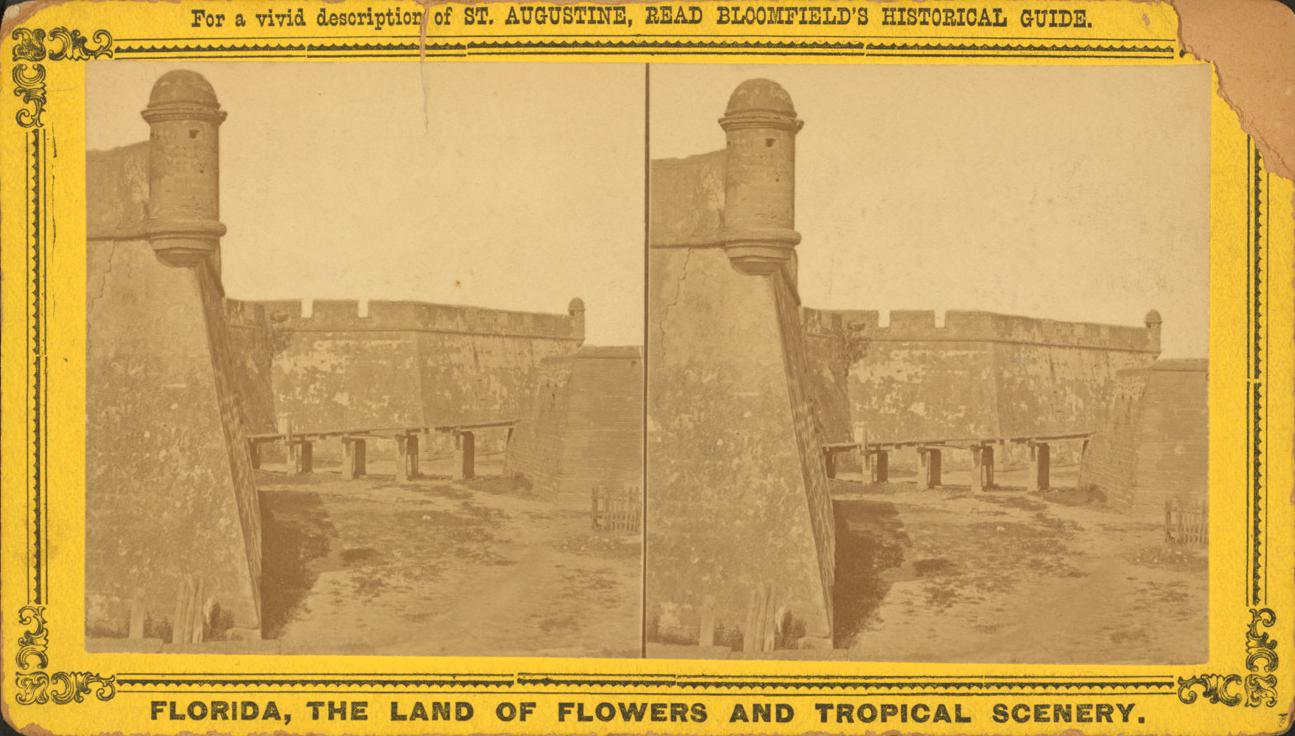 For a vivid description of ST. AUGUSTINE, READ BLOOMFIELD'S HISTORICAL GUIDE.
FLORIDA, THE LAND OF FLOWERS AND TROPICAL SCENERY.